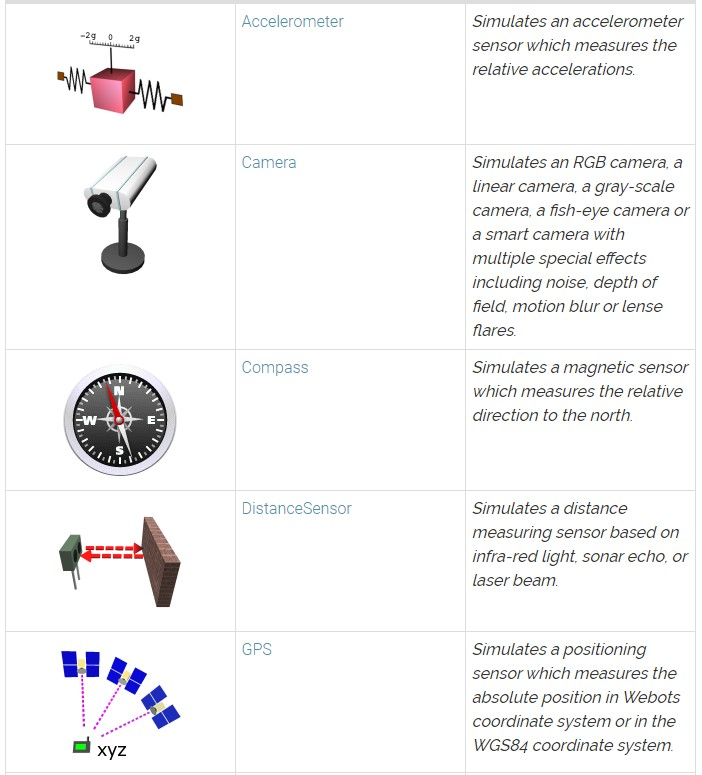 -2g 0 2g
Accelerometer
Simulates an accelerometer
sensor which measures the
relative accelerations.
Camera
Simulates an RGB camera, a
linear camera, a gray-scale
camera, a fish-eye camera or
a smart camera with
multiple special effects
including noise, depth of
field, motion blur or lense
flares.
N
W E
S
Compass
Simulates a magnetic sensor
which measures the relative
direction to the north.
DistanceSensor
Simulates a distance
measuring sensor based on
infra-red light, sonar echo, or
laser beam.
xyz
GPS
Simulates a positioning
sensor which measures the
absolute position in Webots
coordinate system or in the
WGS84 coordinate system.